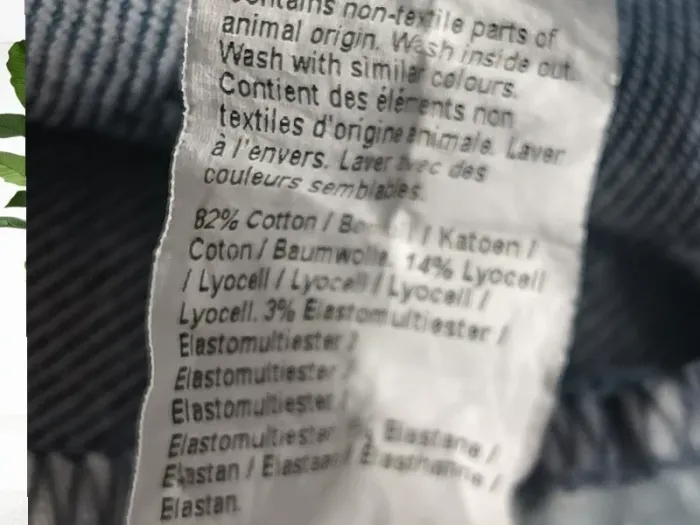 non-textile parts of
animal origin. Wash inside out.
Wash with similar colours.
Contient des éléments non
textiles d'origine animale. Laver
à l'envers. Laver avec des
couleurs semblables.
82% Cotton / / Katoen /
Coton / Baumwolle. 14% Lyocell
/ Lyocell / Lyocell / Lyocell /
Lyocell. 3% Elastomultiester /
Elastomultiester /
Elastomultiester /
Elastomultiester /
Elastomultiester Elastane /
Elastan / Elastaan / Elasthanne /
Elastan.